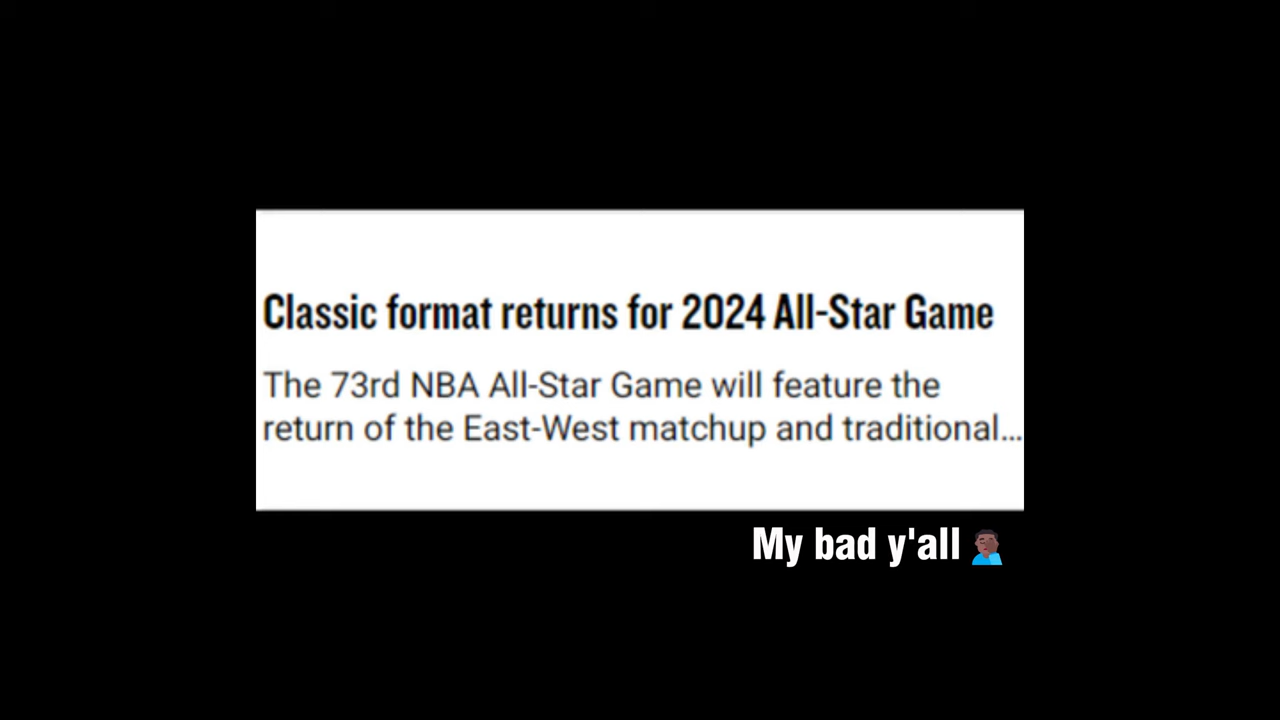 Classic format returns for 2024 All-Star Game
The 73rd NBA All-Star Game will feature the
return of the East-West matchup and traditional...
My bad y'all 🤦🏿‍♂️